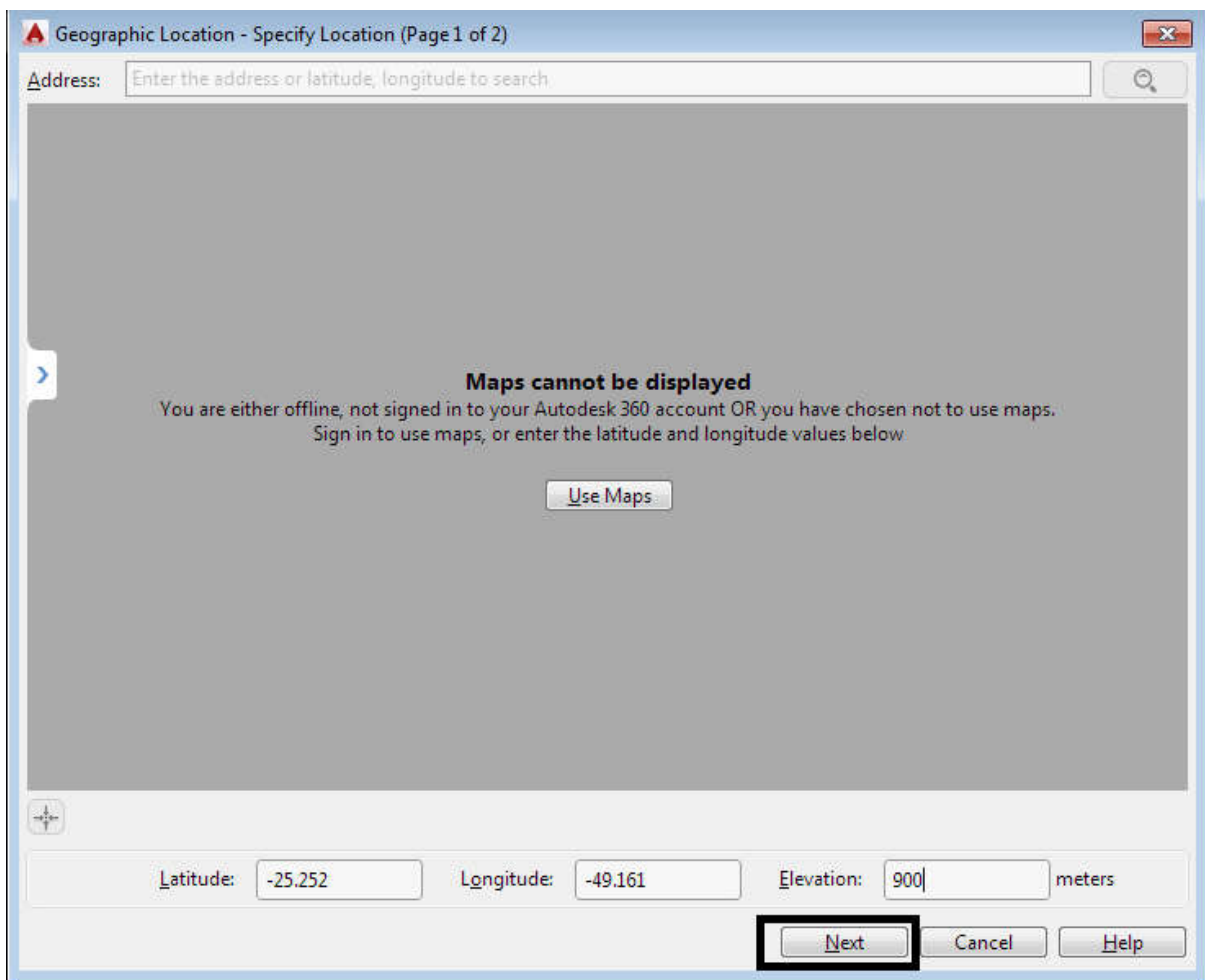 Geographic Location - Specify Location (Page 1 of 2)
Address: Enter the address or latitude, longitude to search
Maps cannot be displayed
You are either offline, not signed in to your Autodesk 360 account OR you have chosen not to use maps.
Sign in to use maps, or enter the latitude and longitude values below
Use Maps
Latitude: -25.252 Longitude: -49.161 Elevation: 900 meters
Next Cancel Help